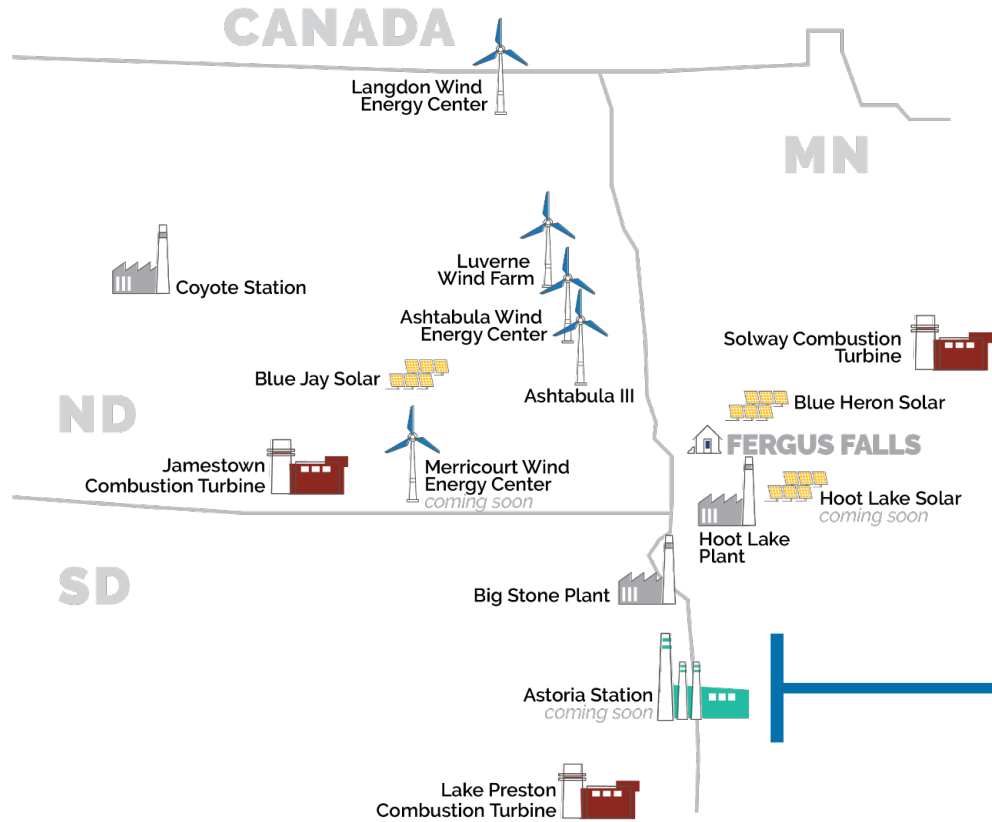 CANADA
Langdon Wind
Energy Center
MN
Luverne
Wind Farm
Coyote Station
Ashtabula Wind
Energy Center
Solway Combustion
Turbine
Blue Jay Solar
Ashtabula III
Blue Heron Solar
ND
FERGUS FALLS
Jamestown
Combustion Turbine
Merricourt Wind
Energy Center
coming soon
Hoot Lake Solar
coming soon
Hoot Lake
Plant
SD
Big Stone Plant
Astoria Station
coming soon
Lake Preston
Combustion Turbine